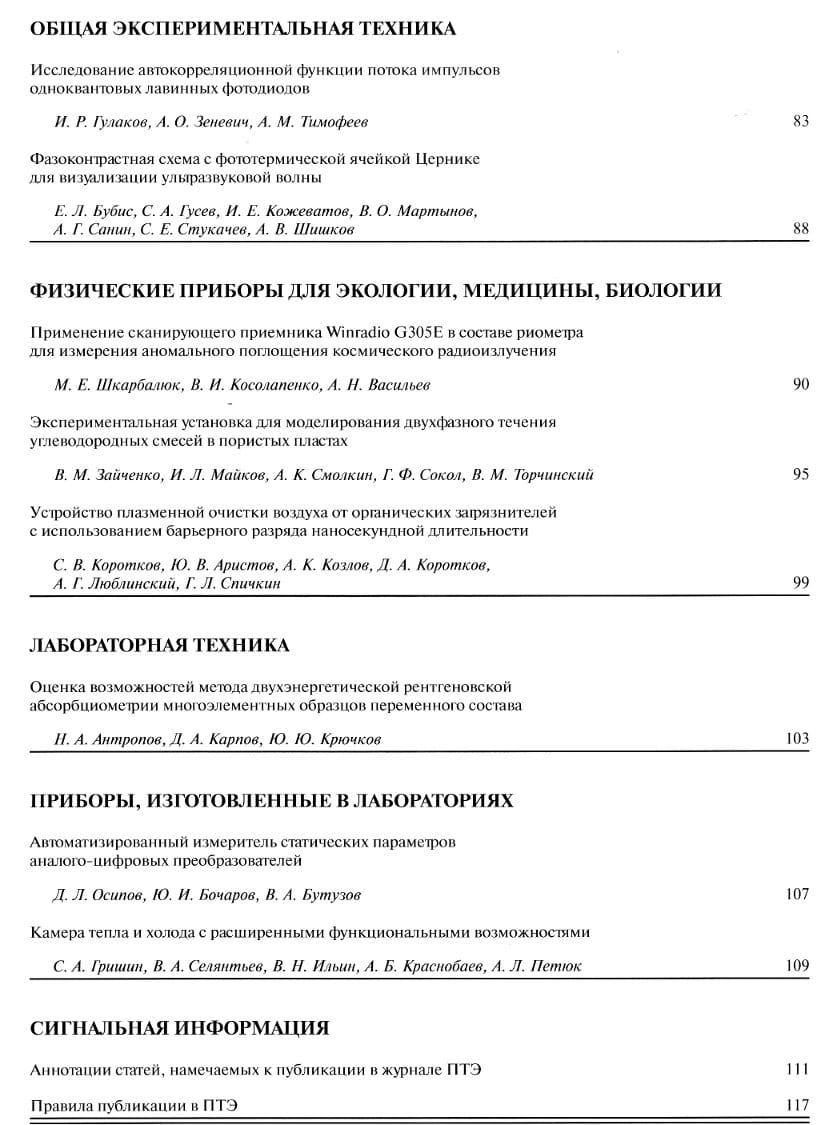 ОБЩАЯ ЭКСПЕРИМЕНТАЛЬНАЯ ТЕХНИКА
Исследование автокорреляционной функции потока импульсов
одноквантовых лавинных фотодиодов
И. Р. Гулаков, А. О. Зеневич, А. М. Тимофеев 83
Фазоконтрастная схема с фототермической ячейкой Цернике
для визуализации ультразвуковой волны
Е. Л. Бубис, С. А. Гусев, И. Е. Кожеватов, В. О. Мартынов,
А. Г. Санин, С. Е. Стукачев, А. В. Шишков 88
ФИЗИЧЕСКИЕ ПРИБОРЫ ДЛЯ ЭКОЛОГИИ, МЕДИЦИНЫ, БИОЛОГИИ
Применение сканирующего приемника Winradio G305E в составе риометра
для измерения аномального поглощения космического радиоизлучения
М. Е. Шкарбалюк, В. И. Косолапенко, А. Н. Васильев 90
Экспериментальная установка для моделирования двухфазного течения
углеводородных смесей в пористых пластах
В. М. Зайченко, И. Л. Майков, А. К. Смолкин, Г. Ф. Сокол, В. М. Торчинский 95
Устройство плазменной очистки воздуха от органических загрязнителей
с использованием барьерного разряда наносекундной длительности
С. В. Коротков, Ю. В. Аристов, А. К. Козлов, Д. А. Коротков,
А. Г. Люблинский, Г. Л. Спичкин 99
ЛАБОРАТОРНАЯ ТЕХНИКА
Оценка возможностей метода двухэнергетической рентгеновской
абсорбциометрии многоэлементных образцов переменного состава
Н. А. Антропов, Д. А. Карпов, Ю. Ю. Крючков 103
ПРИБОРЫ, ИЗГОТОВЛЕННЫЕ В ЛАБОРАТОРИЯХ
Автоматизированный измеритель статических параметров
аналого-цифровых преобразователей
Д. Л. Осипов, Ю. И. Бочаров, В. А. Бутузов 107
Камера тепла и холода с расширенными функциональными возможностями
С. А. Гришин, В. А. Селянтьев, В. Н. Ильин, А. Б. Краснобаев, А. Л. Петюк 109
СИГНАЛЬНАЯ ИНФОРМАЦИЯ
Аннотации статей, намечаемых к публикации в журнале ПТЭ 111
Правила публикации в ПТЭ 117